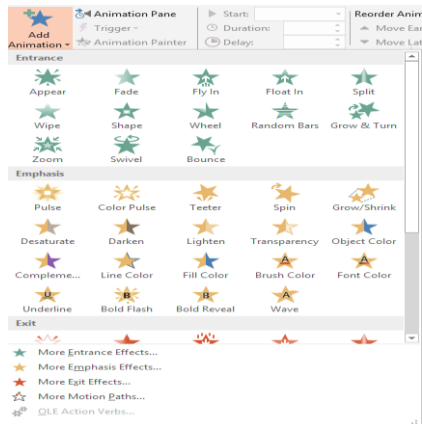 Add Animation
Animation Pane
Trigger
Animation Painter
Start:
Duration:
Delay:
Reorder Anim
Move Ear
Move Lat
Entrance
Appear Fade Fly In Float In Split
Wipe Shape Wheel Random Bars Grow & Turn
Zoom Swivel Bounce
Emphasis
Pulse Color Pulse Teeter Spin Grow/Shrink
Desaturate Darken Lighten Transparency Object Color
Compleme... Line Color Fill Color Brush Color Font Color
Underline Bold Flash Bold Reveal Wave
Exit
More Entrance Effects...
More Emphasis Effects...
More Exit Effects...
More Motion Paths...
OLE Action Verbs...